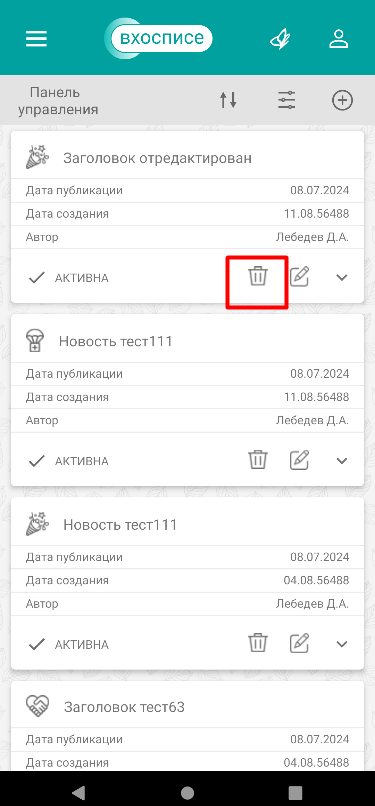 вхосписе
Панель
управления
Заголовок отредактирован
Дата публикации 08.07.2024
Дата создания 11.08.56488
Автор Лебедев Д.А.
АКТИВНА
Новость тест111
Дата публикации 08.07.2024
Дата создания 11.08.56488
Автор Лебедев Д.А.
АКТИВНА
Новость тест111
Дата публикации 08.07.2024
Дата создания 04.08.56488
Автор Лебедев Д.А.
АКТИВНА
Заголовок тест63
Дата публикации 08.07.2024
Дата создания 04.08.56488